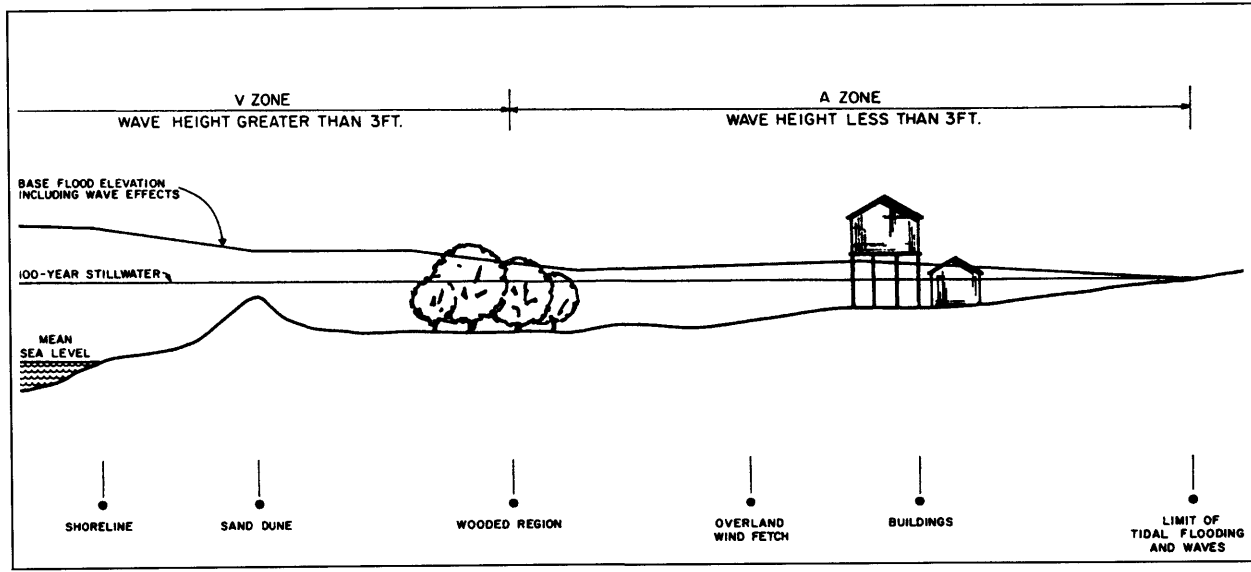 V ZONE
WAVE HEIGHT GREATER THAN 3FT.
A ZONE
WAVE HEIGHT LESS THAN 3FT.
BASE FLOOD ELEVATION
INCLUDING WAVE EFFECTS
100-YEAR STILLWATER
MEAN
SEA LEVEL
SHORELINE
SAND DUNE
WOODED REGION
OVERLAND
WIND FETCH
BUILDINGS
LIMIT OF
TIDAL FLOODING
AND WAVES